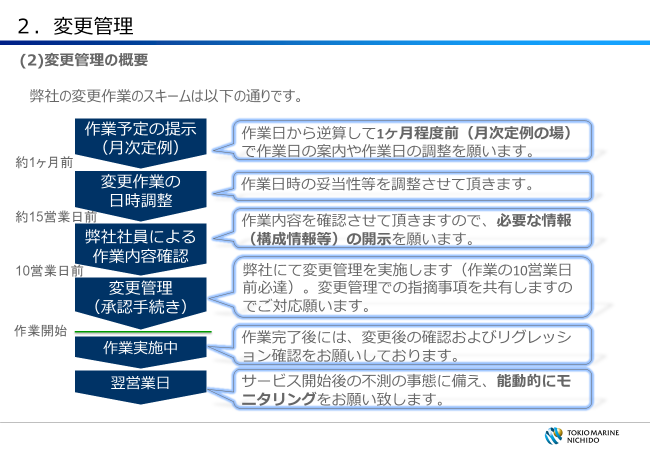 ２．変更管理
(2)変更管理の概要
弊社の変更作業のスキームは以下の通りです。
作業予定の提示
（月次定例）
作業日から逆算して1ヶ月程度前（月次定例の場）
で作業日の案内や作業日の調整を願います。
約1ヶ月前
変更作業の
日時調整
作業日時の妥当性等を調整させて頂きます。
約15営業日前
弊社社員による
作業内容確認
作業内容を確認させて頂きますので、必要な情報
（構成情報等）の開示を願います。
10営業日前
変更管理
（承認手続き）
弊社にて変更管理を実施します（作業の10営業日
前必達）。変更管理での指摘事項を共有しますの
でご対応願います。
作業開始
作業実施中
作業完了後には、変更後の確認およびリグレッシ
ョン確認をお願いしております。
翌営業日
サービス開始後の不測の事態に備え、能動的にモ
ニタリングをお願い致します。
TOKIO MARINE
NICHIDO